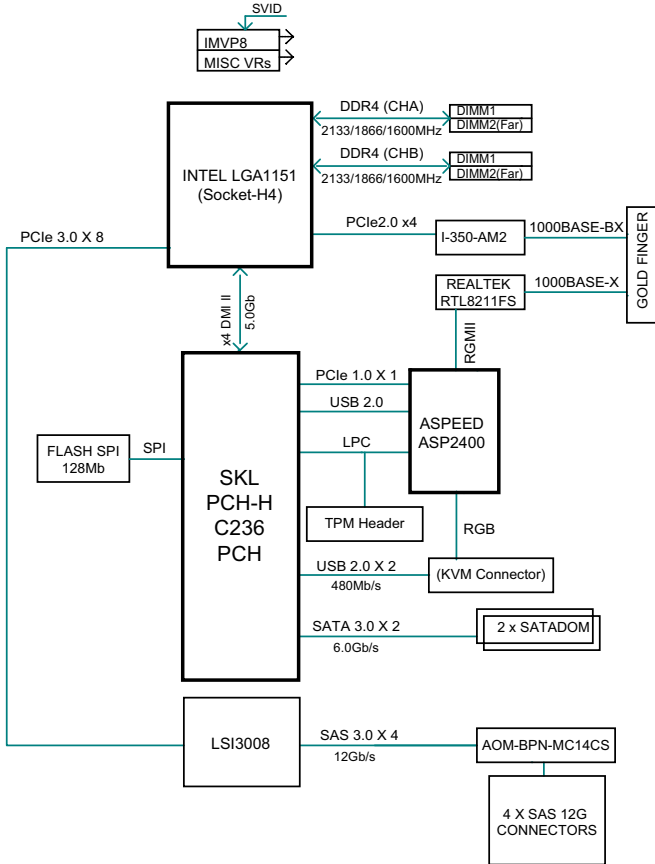 SVID
IMVP8
MISC VRs
DDR4 (CHA)
2133/1866/1600MHz
DIMM1
DIMM2(Far)
DDR4 (CHB)
2133/1866/1600MHz
DIMM1
DIMM2(Far)
INTEL LGA1151
(Socket-H4)
PCIe 3.0 X 8
PCIe2.0 x4
I-350-AM2
1000BASE-BX
GOLD FINGER
REALTEK
RTL8211FS
1000BASE-X
x4 DMI II
5.0Gb
RGMII
PCIe 1.0 X 1
USB 2.0
LPC
ASPEED
ASP2400
FLASH SPI
128Mb
SPI
SKL
PCH-H
C236
PCH
TPM Header
RGB
USB 2.0 X 2
480Mb/s
(KVM Connector)
SATA 3.0 X 2
6.0Gb/s
2 x SATADOM
LSI3008
SAS 3.0 X 4
12Gb/s
AOM-BPN-MC14CS
4 X SAS 12G
CONNECTORS